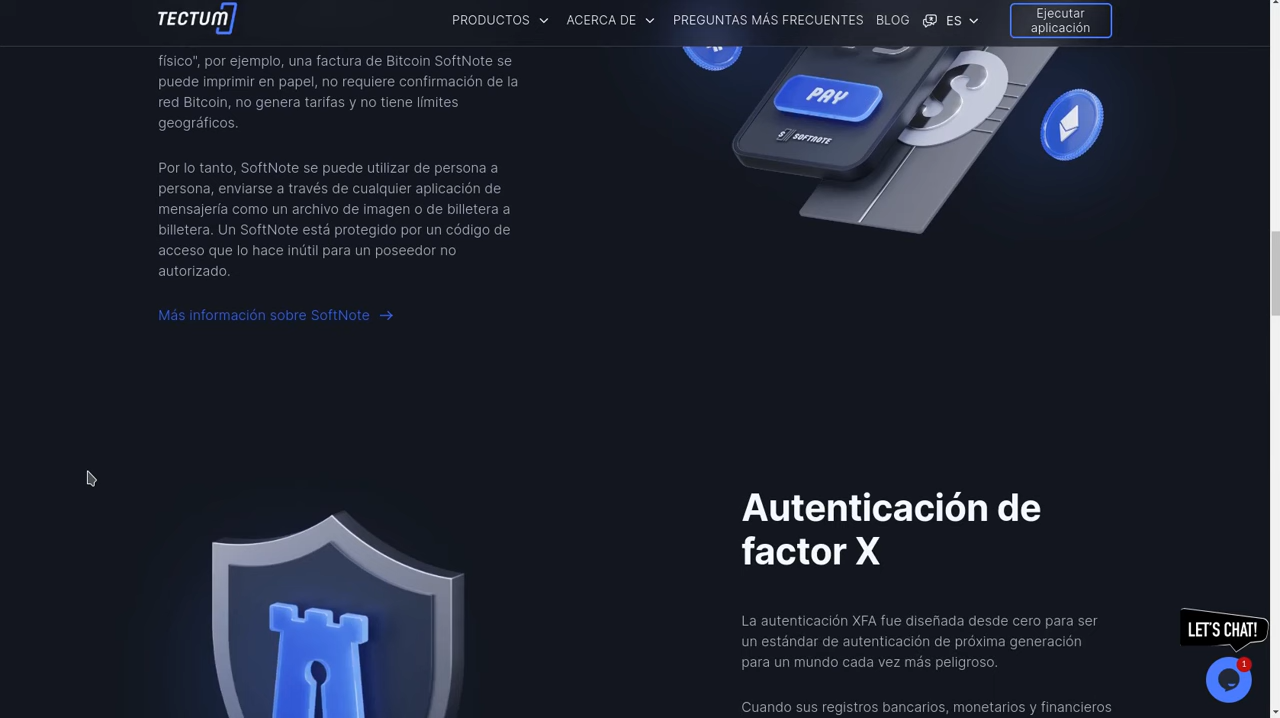 TECTUM
PRODUCTOS
ACERCA DE
PREGUNTAS MÁS FRECUENTES
BLOG
ES
Ejecutar
aplicación
físico", por ejemplo, una factura de Bitcoin SoftNote se
puede imprimir en papel, no requiere confirmación de la
red Bitcoin, no genera tarifas y no tiene límites
geográficos.
Por lo tanto, SoftNote se puede utilizar de persona a
persona, enviarse a través de cualquier aplicación de
mensajería como un archivo de imagen o de billetera a
billetera. Un SoftNote está protegido por un código de
acceso que lo hace inútil para un poseedor no
autorizado.
Más información sobre SoftNote
PAY
S SOFTNOTE
Autenticación de
factor X
La autenticación XFA fue diseñada desde cero para ser
un estándar de autenticación de próxima generación
para un mundo cada vez más peligroso.
Cuando sus registros bancarios, monetarios y financieros
LET'S CHAT!
1